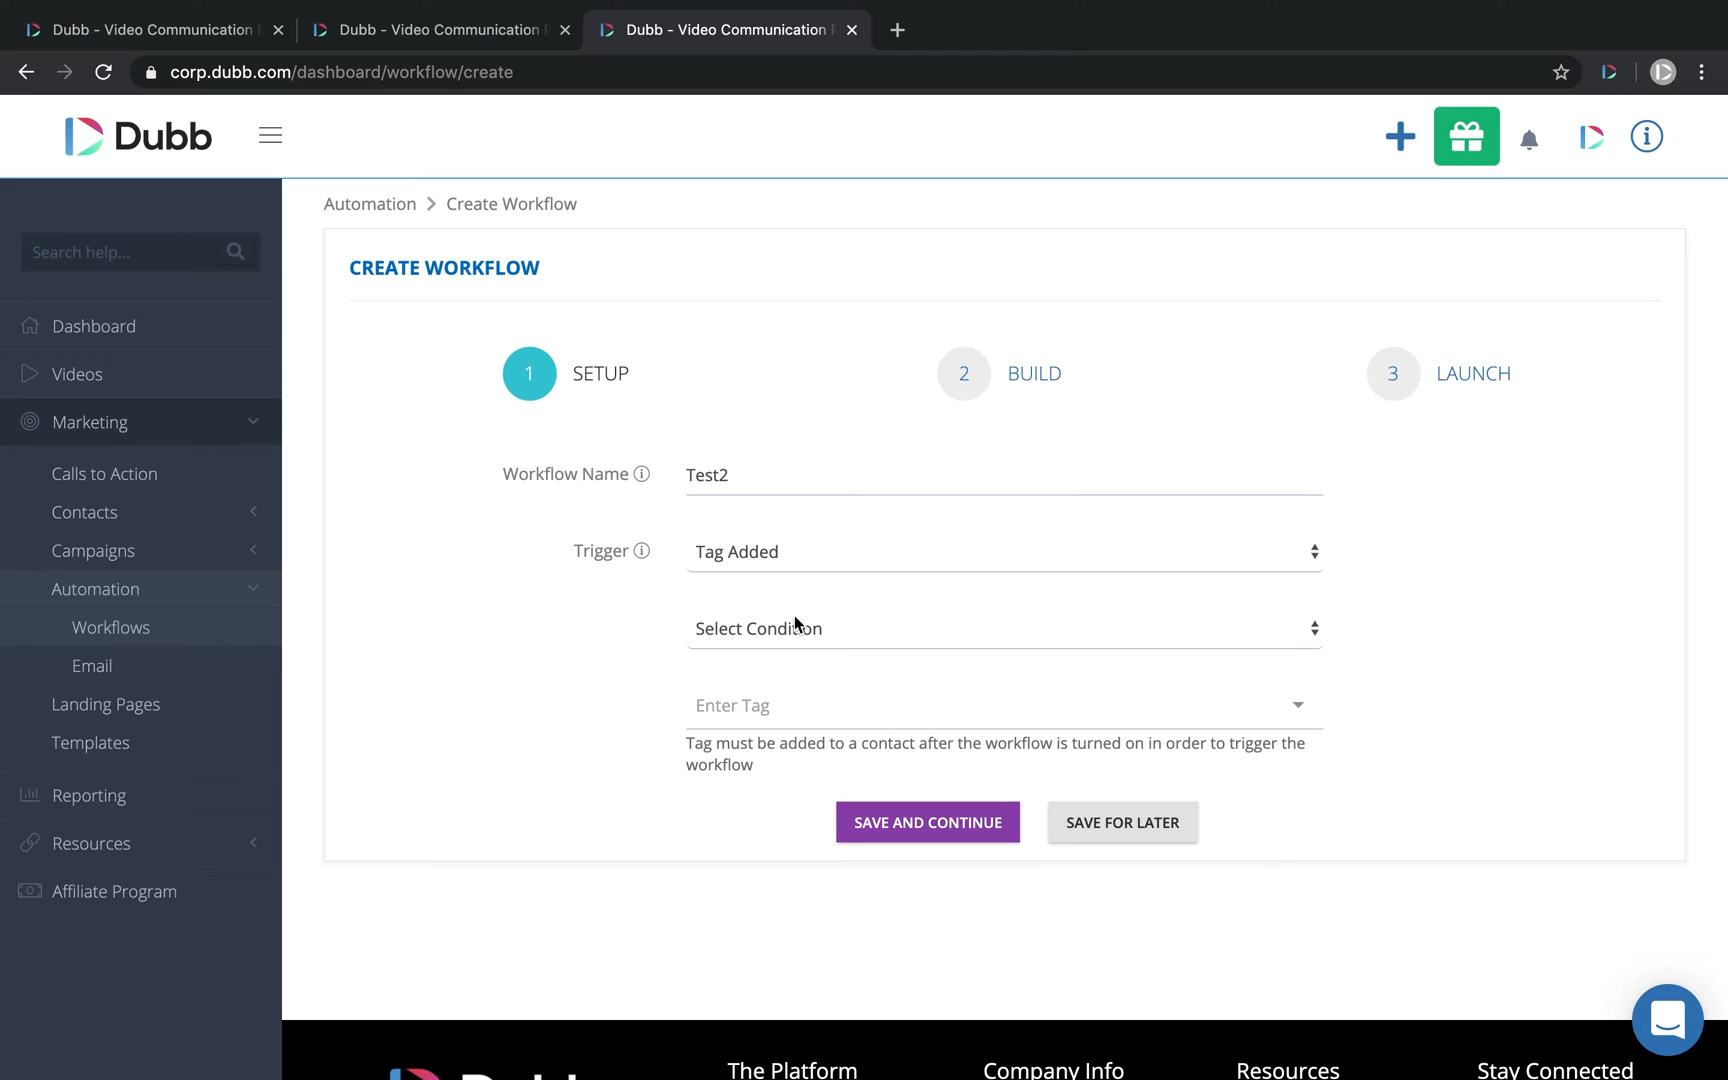 Dubb - Video Communication
Dubb - Video Communication
Dubb - Video Communication
corp.dubb.com/dashboard/workflow/create
Dubb
Search help...
Dashboard
Videos
Marketing
Calls to Action
Contacts
Campaigns
Automation
Workflows
Email
Landing Pages
Templates
Reporting
Resources
Affiliate Program
Automation > Create Workflow
CREATE WORKFLOW
1 SETUP
2 BUILD
3 LAUNCH
Workflow Name
Test2
Trigger
Tag Added
Select Condition
Enter Tag
Tag must be added to a contact after the workflow is turned on in order to trigger the
workflow
SAVE AND CONTINUE
SAVE FOR LATER
Dubb
The Platform
Company Info
Resources
Stay Connected